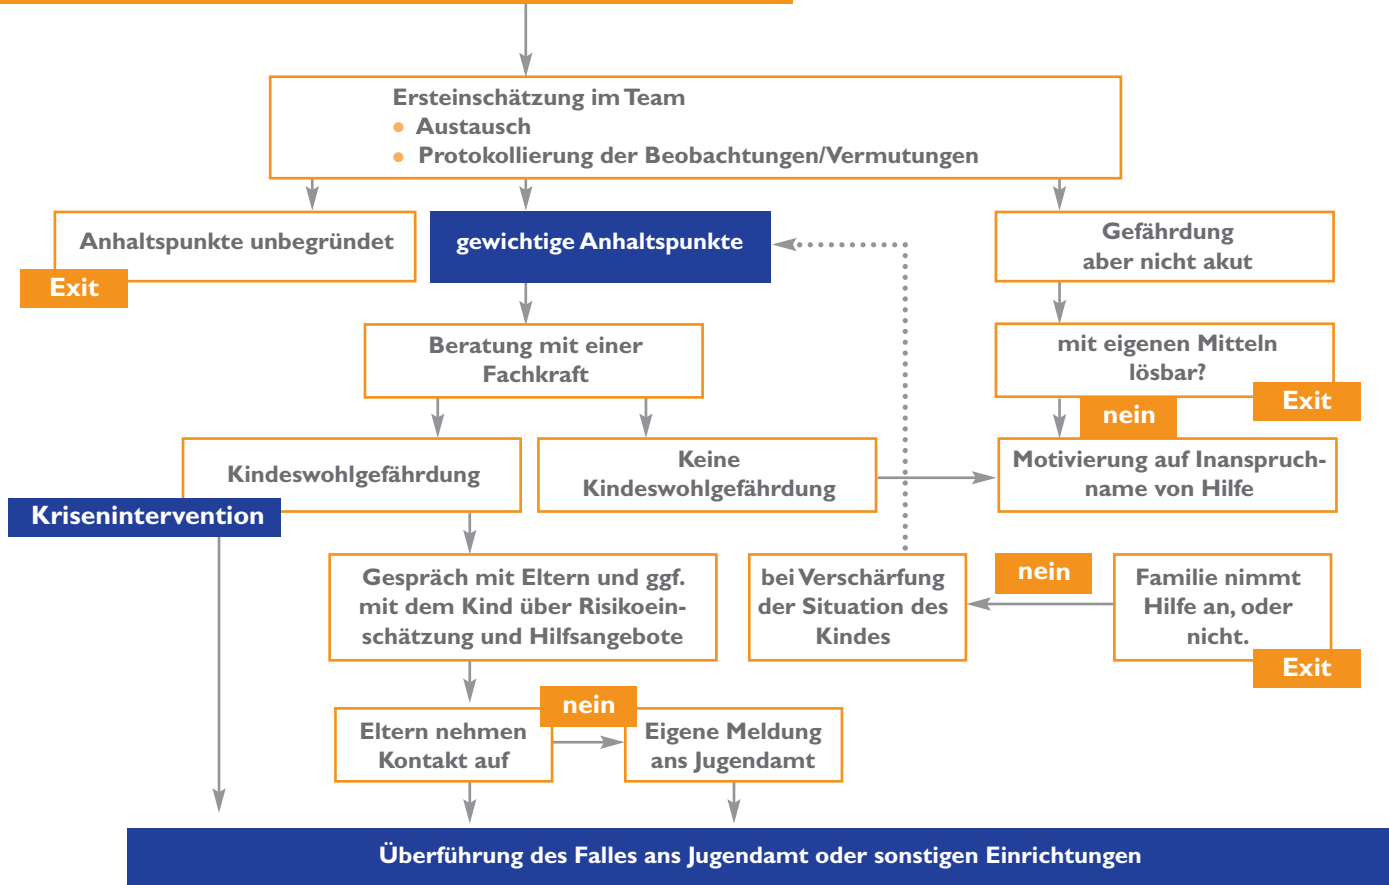 Ersteinschätzung im Team
● Austausch
● Protokollierung der Beobachtungen/Vermutungen
Anhaltspunkte unbegründet
Exit
gewichtige Anhaltspunkte
Gefährdung
aber nicht akut
Beratung mit einer
Fachkraft
mit eigenen Mitteln
lösbar?
Exit
nein
Kindeswohlgefährdung
Krisenintervention
Keine
Kindeswohlgefährdung
Motivierung auf Inanspruch-
name von Hilfe
Gespräch mit Eltern und ggf.
mit dem Kind über Risikoein-
schätzung und Hilfsangebote
bei Verschärfung
der Situation des
Kindes
nein
Familie nimmt
Hilfe an, oder
nicht.
Exit
Eltern nehmen
Kontakt auf
nein
Eigene Meldung
ans Jugendamt
Überführung des Falles ans Jugendamt oder sonstigen Einrichtungen